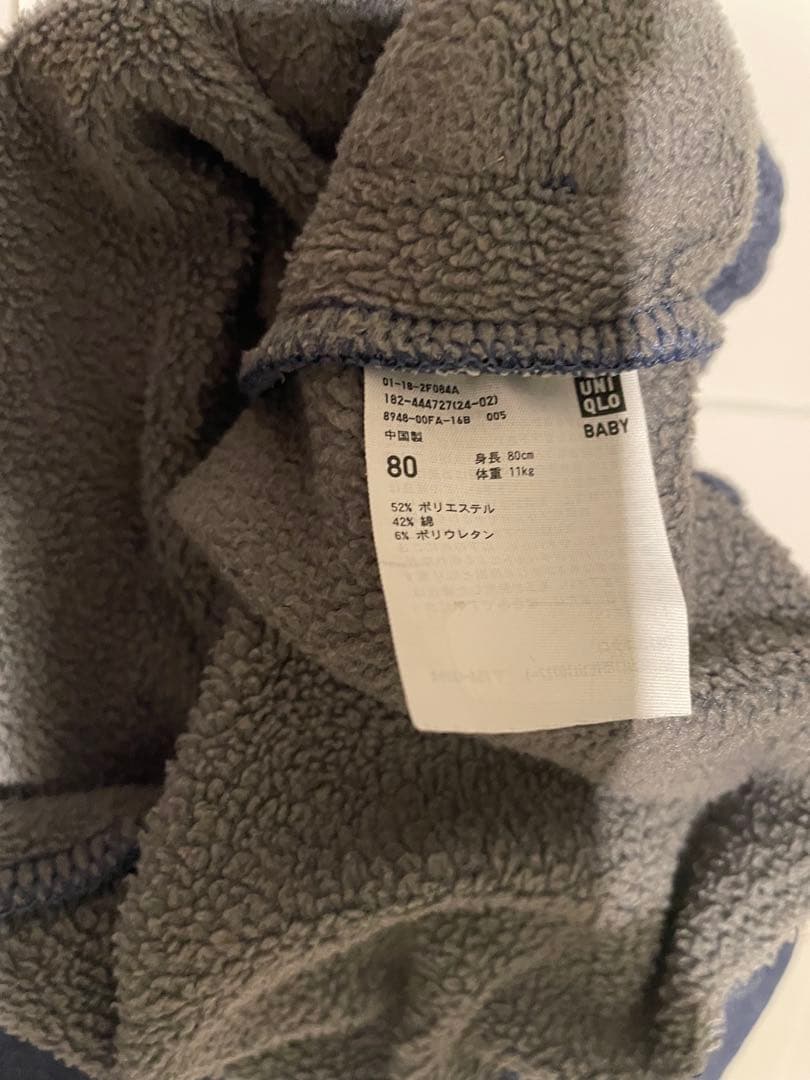 01-18-2F084A
182-444727(24-02)
8948-00FA-16B 005
中国製
UNI
QLO
BABY
80
身長 80cm
体重 11kg
52% ポリエステル
42% 綿
6% ポリウレタン